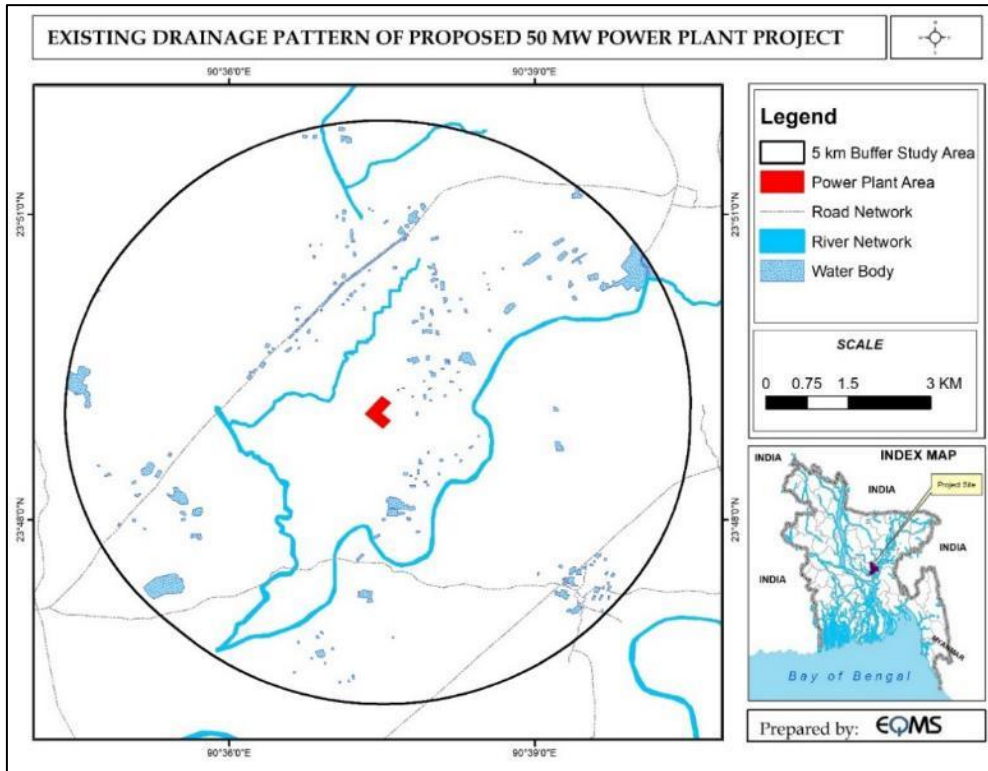 EXISTING DRAINAGE PATTERN OF PROPOSED 50 MW POWER PLANT PROJECT
90°36'0"E
90°39'0"E
23°51'0"N
23°51'0"N
23°48'0"N
23°48'0"N
90°36'0"E
90°39'0"E
Legend
5 km Buffer Study Area
Power Plant Area
Road Network
River Network
Water Body
SCALE
0 0.75 1.5 3 KM
INDEX MAP
INDIA
Project Site
INDIA
INDIA
INDIA
MYANMAR
Bay of Bengal
Prepared by: EQMS